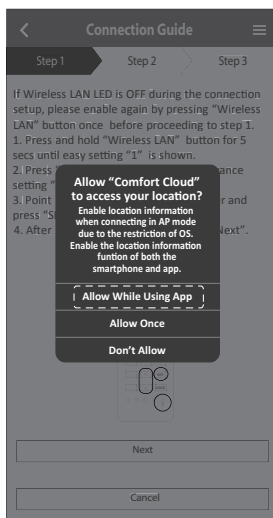 Connection Guide
Step 1 Step 2 Step 3
If Wireless LAN LED is OFF during the connection
setup, please enable again by pressing "Wireless
LAN" button once before proceeding to step 1.
1. Press and hold "Wireless LAN" button for 5
secs until easy setting "1" is shown.
2. Press
setting "
3. Point r and
press "S
4. After Next".
Allow "Comfort Cloud"
to access your location?
Enable location information
when connecting in AP mode
due to the restriction of OS.
Enable the location information
funtion of both the
smartphone and app.
Allow While Using App
Allow Once
Don't Allow
Next
Cancel